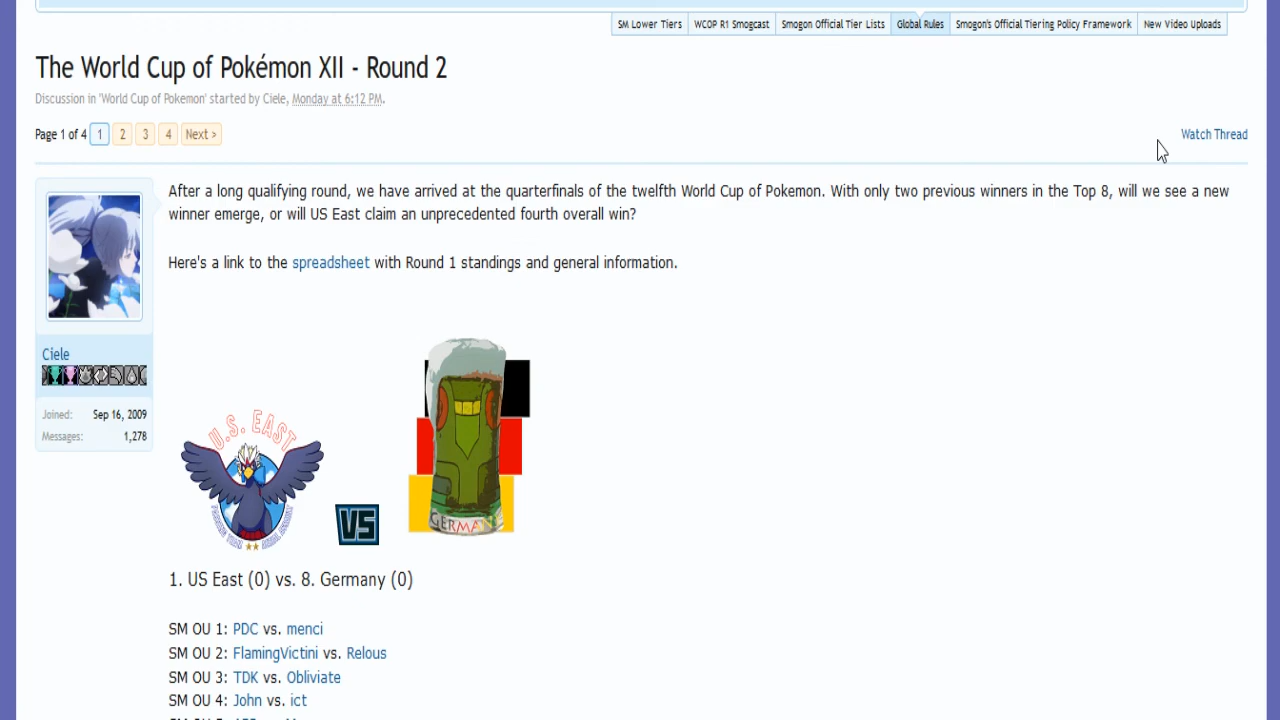 SM Lower Tiers WCOP R1 Smogcast Smogon Official Tier Lists Global Rules Smogon's Official Tiering Policy Framework New Video Uploads
The World Cup of Pokémon XII - Round 2
Discussion in 'World Cup of Pokemon' started by Ciele, Monday at 6:12 PM.
Page 1 of 4 1 2 3 4 Next >
Watch Thread
After a long qualifying round, we have arrived at the quarterfinals of the twelfth World Cup of Pokemon. With only two previous winners in the Top 8, will we see a new
winner emerge, or will US East claim an unprecedented fourth overall win?
Here's a link to the spreadsheet with Round 1 standings and general information.
Ciele
Joined: Sep 16, 2009
Messages: 1,278
U.S. EAST
VS
GERMANY
1. US East (0) vs. 8. Germany (0)
SM OU 1: PDC vs. menci
SM OU 2: FlamingVictini vs. Relous
SM OU 3: TDK vs. Obliviate
SM OU 4: John vs. ict